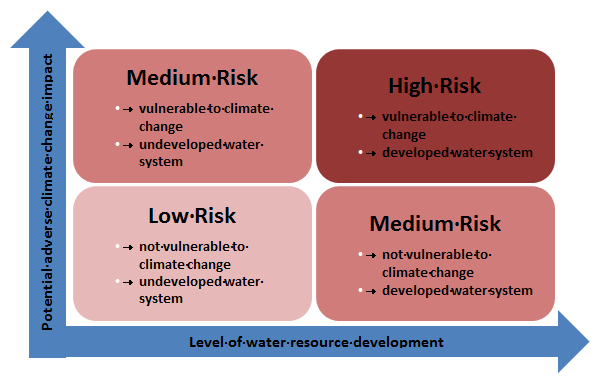 Potential·adverse·climate·change·impact
Medium·Risk
• → vulnerable·to·climate·
change
• → undeveloped·water·
system
High·Risk
• → vulnerable·to·climate·
change
• → developed·water·system
Low·Risk
• → not·vulnerable·to·
climate·change
• → undeveloped·water·
system
Medium·Risk
• → not·vulnerable·to·
climate·change
• → developed·water·system
Level·of·water·resource·development